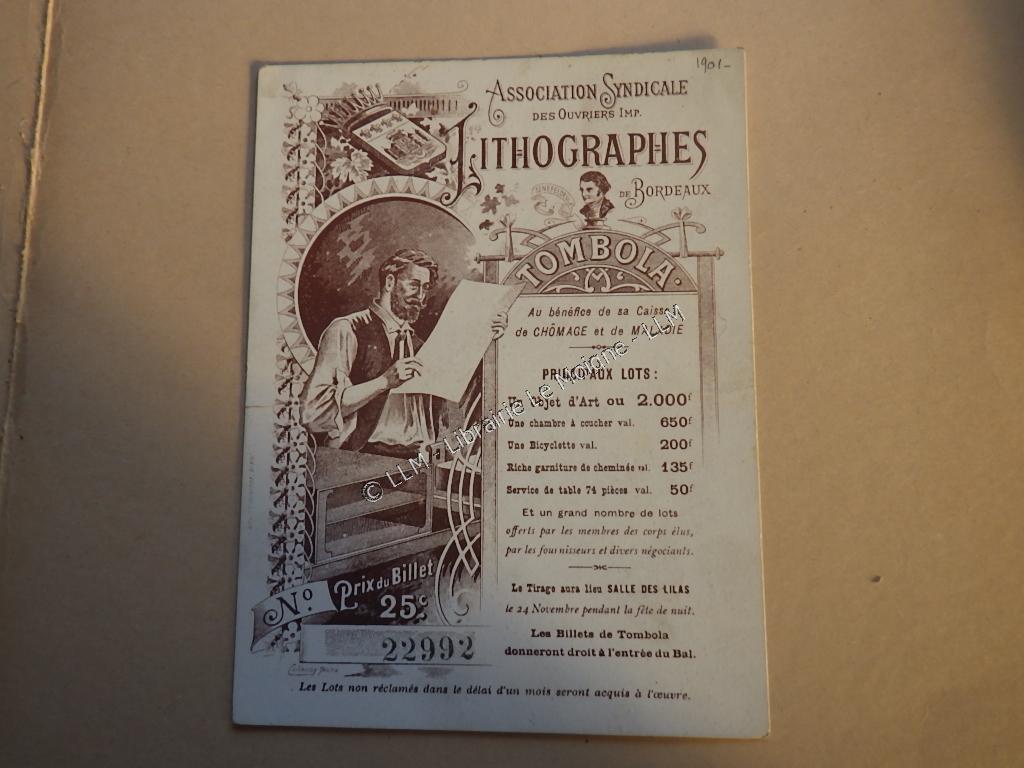 1901-
ASSOCIATION SYNDICALE
DES OUVRIERS IMP.
LITHOGRAPHES
DE BORDEAUX
SENEFELDER
TOMBOLA.
Au bénéfice de sa Caisse
de CHÔMAGE et de MALADIE
PRINCIPAUX LOTS :
Un Objet d'Art ou 2.000f
Une chambre à coucher val. 650f
Une Bicyclette val. 200f
Riche garniture de cheminée val. 135f
Service de table 74 pièces val. 50f
Et un grand nombre de lots
offerts par les membres des corps élus,
par les fournisseurs et divers négociants.
Le Tirage aura lieu SALLE DES LILAS
le 24 Novembre pendant la fête de nuit.
Les Billets de Tombola
donneront droit à l'entrée du Bal.
Prix du Billet
25c
No
22992
Les Lots non réclamés dans le délai d'un mois seront acquis à l'œuvre.
© LLM - Librairie Le Moigne - LLM